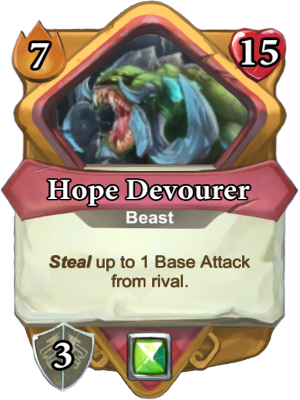 7
15
Hope Devourer
Beast
Steal up to 1 Base Attack
from rival.
3